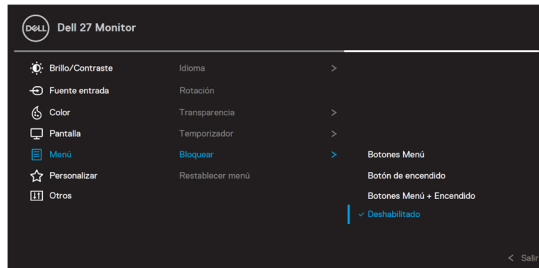 DELL Dell 27 Monitor
Brillo/Contraste Idioma >
Fuente entrada Rotación
Color Transparencia >
Pantalla Temporizador >
Menú Bloquear > Botones Menú
Personalizar Restablecer menú Botón de encendido
Otros Botones Menú + Encendido
✓ Deshabilitado
< Salir